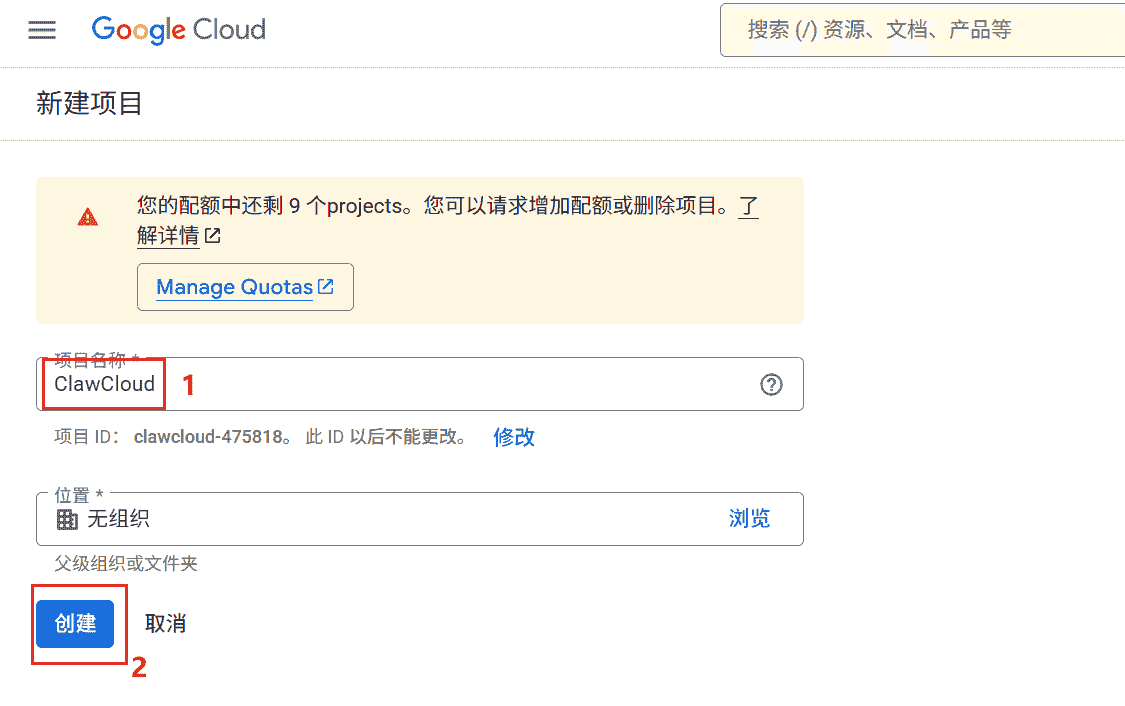 Google Cloud
搜索 (/) 资源、文档、产品等
新建项目
您的配额中还剩 9 个projects。您可以请求增加配额或删除项目。了
解详情
Manage Quotas
项目名称 *
ClawCloud
1
项目 ID： clawcloud-475818。 此 ID 以后不能更改。 修改
位置 *
无组织 浏览
父级组织或文件夹
创建 取消
2